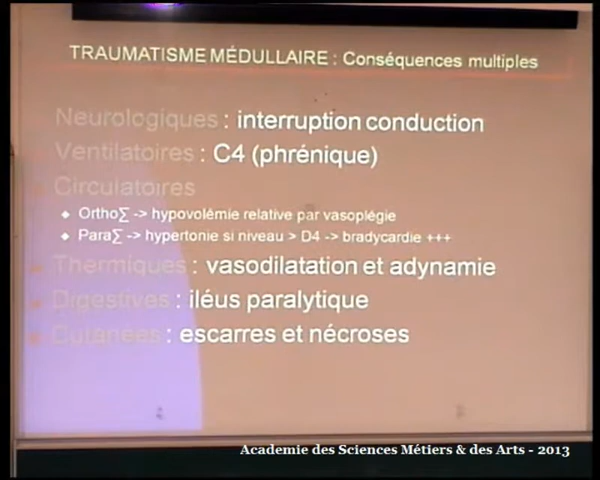 TRAUMATISME MÉDULLAIRE : Conséquences multiples
Neurologiques : interruption conduction
Ventilatoires : C4 (phrénique)
Circulatoires
◆ Ortho∑ -> hypovolémie relative par vasoplégie
◆ Para∑ -> hypertonie si niveau > D4 -> bradycardie +++
Thermiques : vasodilatation et adynamie
Digestives : iléus paralytique
Cutanées : escarres et nécroses
Academie des Sciences Métiers & des Arts - 2013